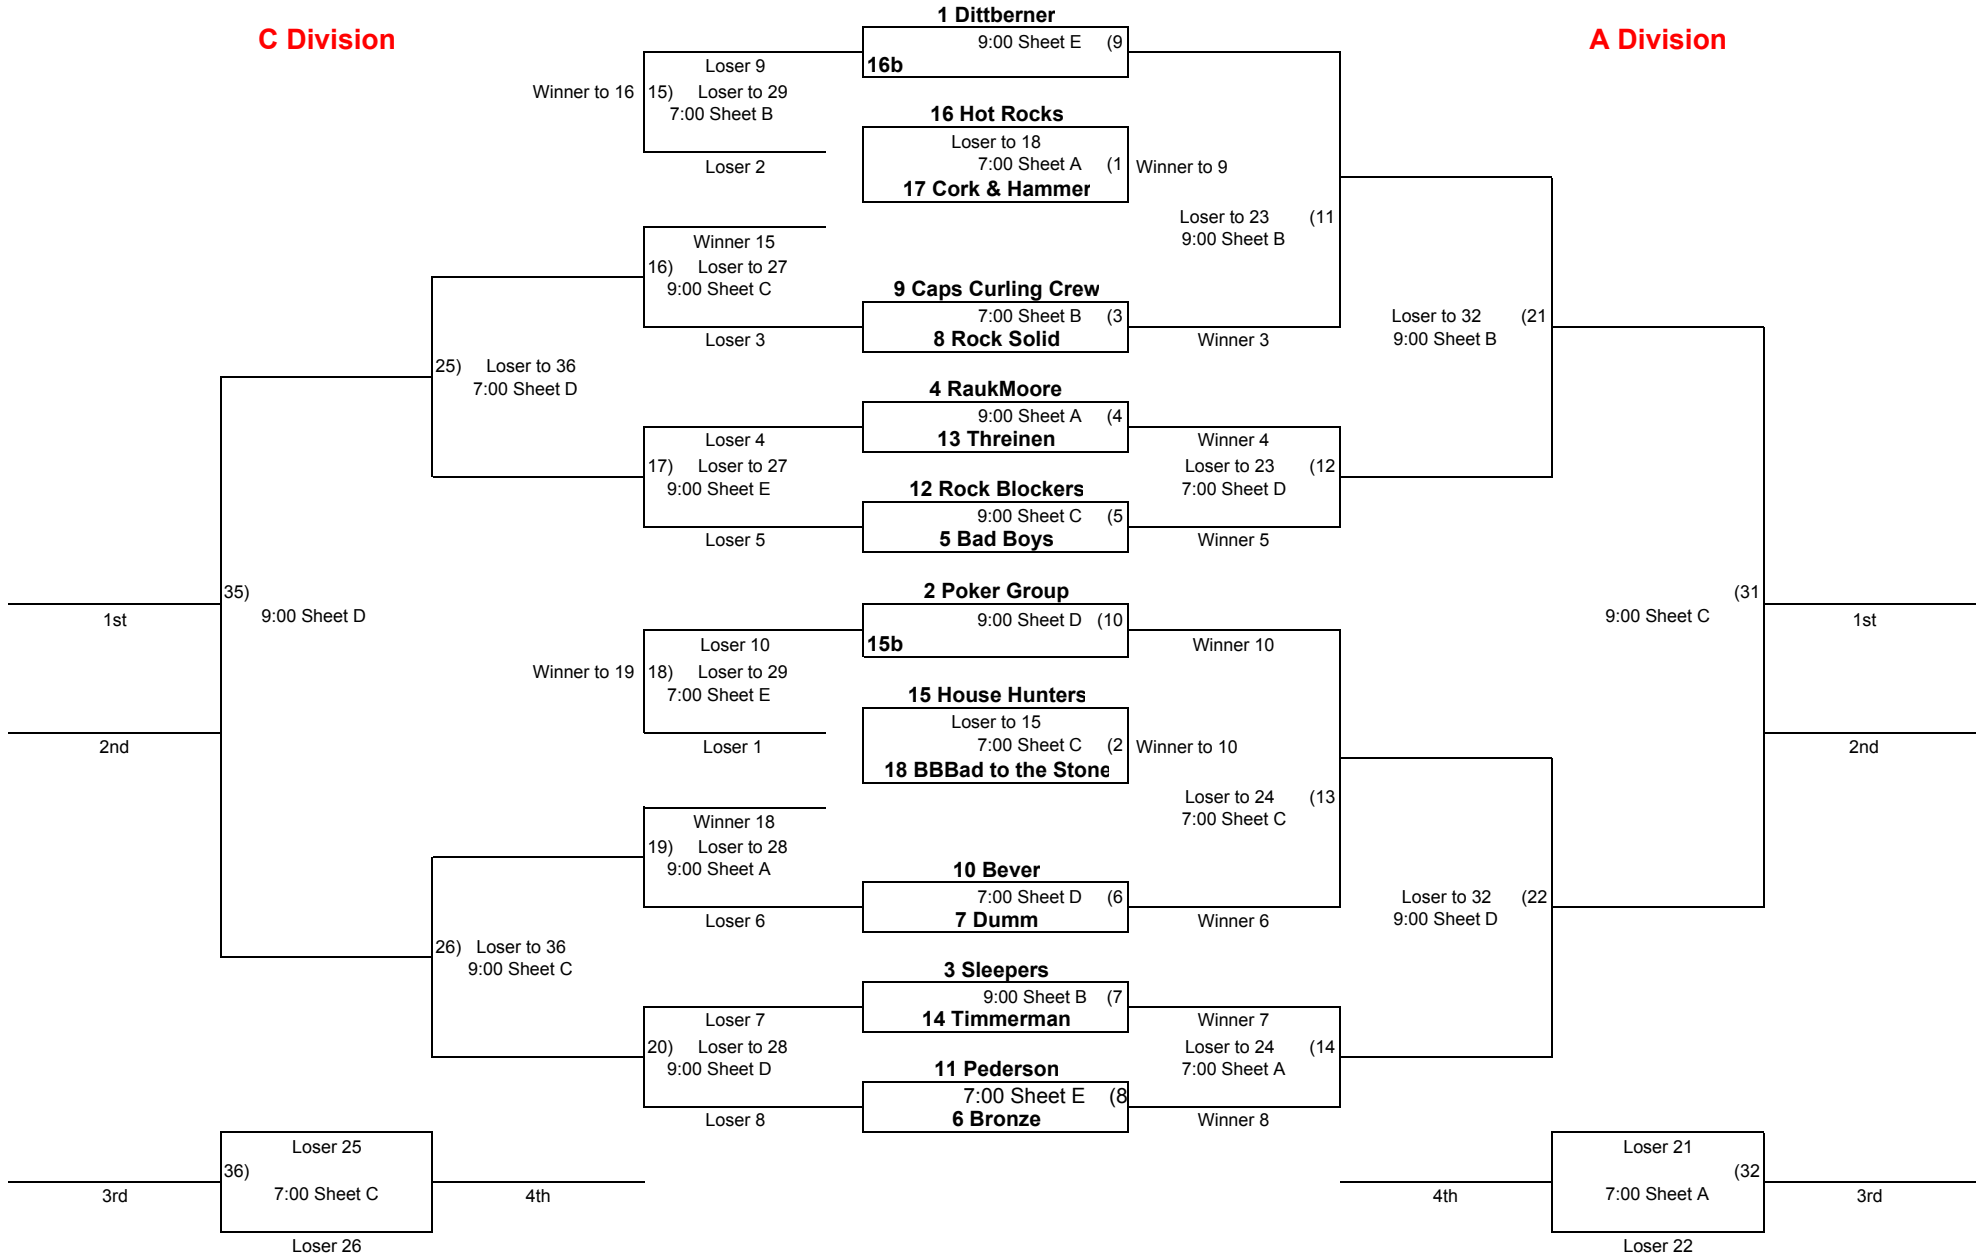 1 Dittberner
C Division
A Division
9:00 Sheet E (9
16b
Loser 9
Winner to 16
15) Loser to 29
7:00 Sheet B
Loser 2
16 Hot Rocks
Loser to 18
7:00 Sheet A (1
Winner to 9
17 Cork & Hammer
Loser to 23 (11
9:00 Sheet B
Winner 15
16) Loser to 27
9:00 Sheet C
Loser 3
9 Caps Curling Crew
7:00 Sheet B (3
8 Rock Solid
Winner 3
Loser to 32 (21
9:00 Sheet B
25) Loser to 36
7:00 Sheet D
4 RaukMoore
9:00 Sheet A (4
13 Threinen
Loser 4
17) Loser to 27
9:00 Sheet E
Loser 5
Winner 4
Loser to 23 (12
7:00 Sheet D
Winner 5
12 Rock Blockers
9:00 Sheet C (5
5 Bad Boys
35)
9:00 Sheet D
1st
2nd
2 Poker Group
9:00 Sheet D (10
15b
Winner 10
(31
9:00 Sheet C
1st
2nd
Loser 10
Winner to 19
18) Loser to 29
7:00 Sheet E
Loser 1
15 House Hunters
Loser to 15
7:00 Sheet C (2
Winner to 10
18 BBBad to the Stone
Loser to 24 (13
7:00 Sheet C
Winner 18
19) Loser to 28
9:00 Sheet A
Loser 6
10 Bever
7:00 Sheet D (6
7 Dumm
Winner 6
Loser to 32 (22
9:00 Sheet D
26) Loser to 36
9:00 Sheet C
3 Sleepers
9:00 Sheet B (7
14 Timmerman
Loser 7
20) Loser to 28
9:00 Sheet D
Loser 8
Winner 7
Loser to 24 (14
7:00 Sheet A
Winner 8
11 Pederson
7:00 Sheet E (8
6 Bronze
Loser 25
36)
7:00 Sheet C
3rd
4th
Loser 26
Loser 21
(32
7:00 Sheet A
4th
3rd
Loser 22